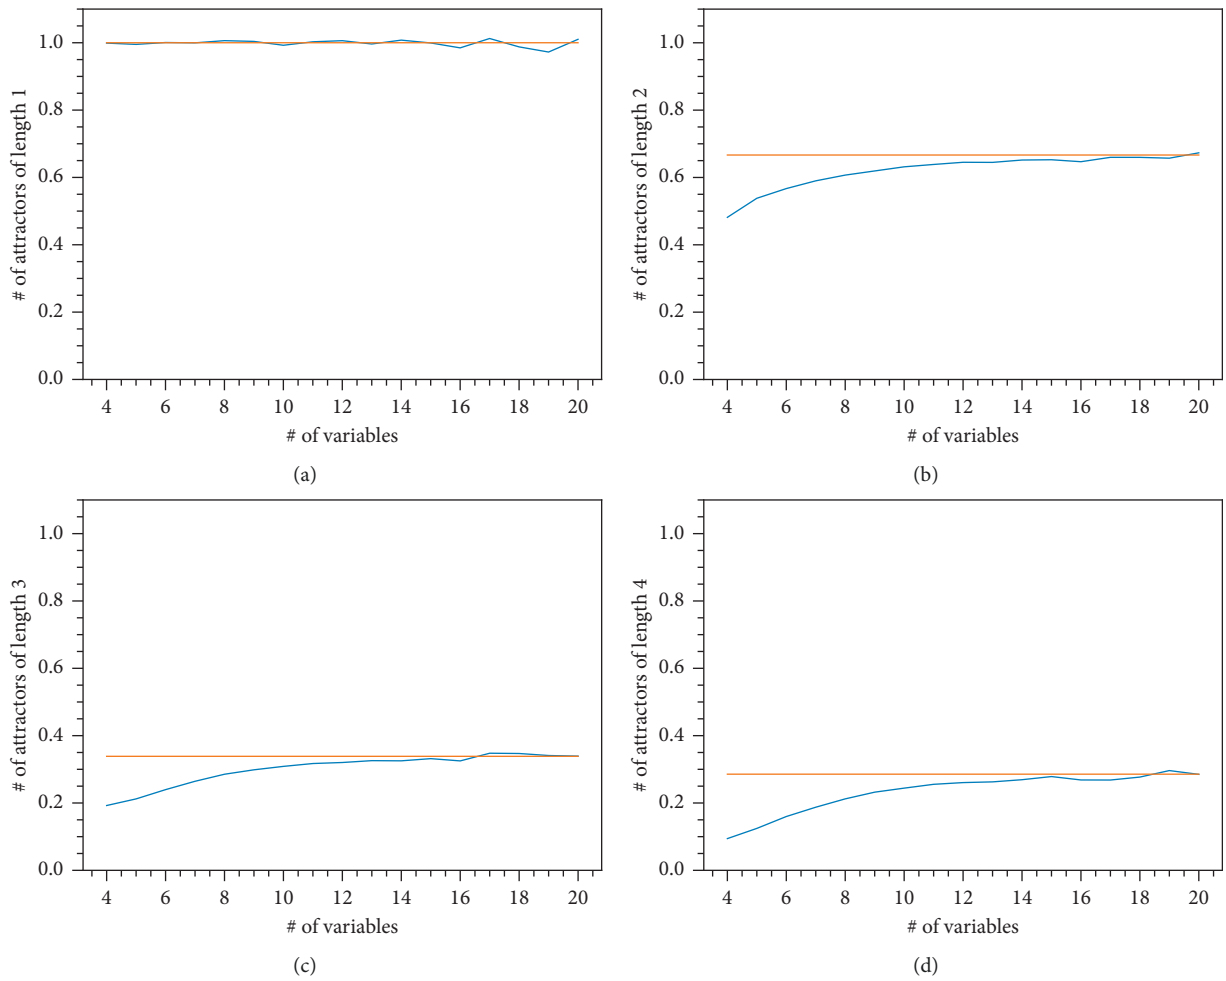 # of attractors of length 1
1.0
0.8
0.6
0.4
0.2
0.0
4 6 8 10 12 14 16 18 20
# of variables
(a)
# of attractors of length 2
1.0
0.8
0.6
0.4
0.2
0.0
4 6 8 10 12 14 16 18 20
# of variables
(b)
# of attractors of length 3
1.0
0.8
0.6
0.4
0.2
0.0
4 6 8 10 12 14 16 18 20
# of variables
(c)
# of attractors of length 4
1.0
0.8
0.6
0.4
0.2
0.0
4 6 8 10 12 14 16 18 20
# of variables
(d)